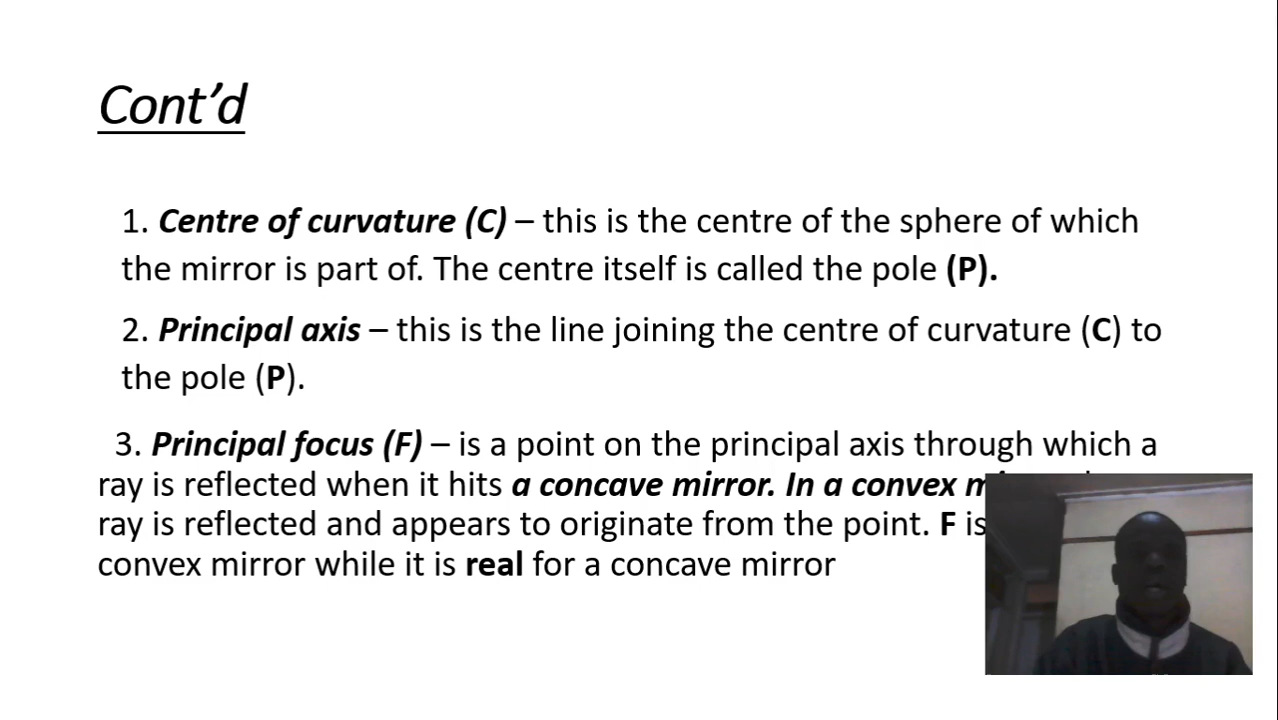 Cont’d
1. Centre of curvature (C) – this is the centre of the sphere of which
the mirror is part of. The centre itself is called the pole (P).
2. Principal axis – this is the line joining the centre of curvature (C) to
the pole (P).
3. Principal focus (F) – is a point on the principal axis through which a
ray is reflected when it hits a concave mirror. In a convex
ray is reflected and appears to originate from the point. F is
convex mirror while it is real for a concave mirror